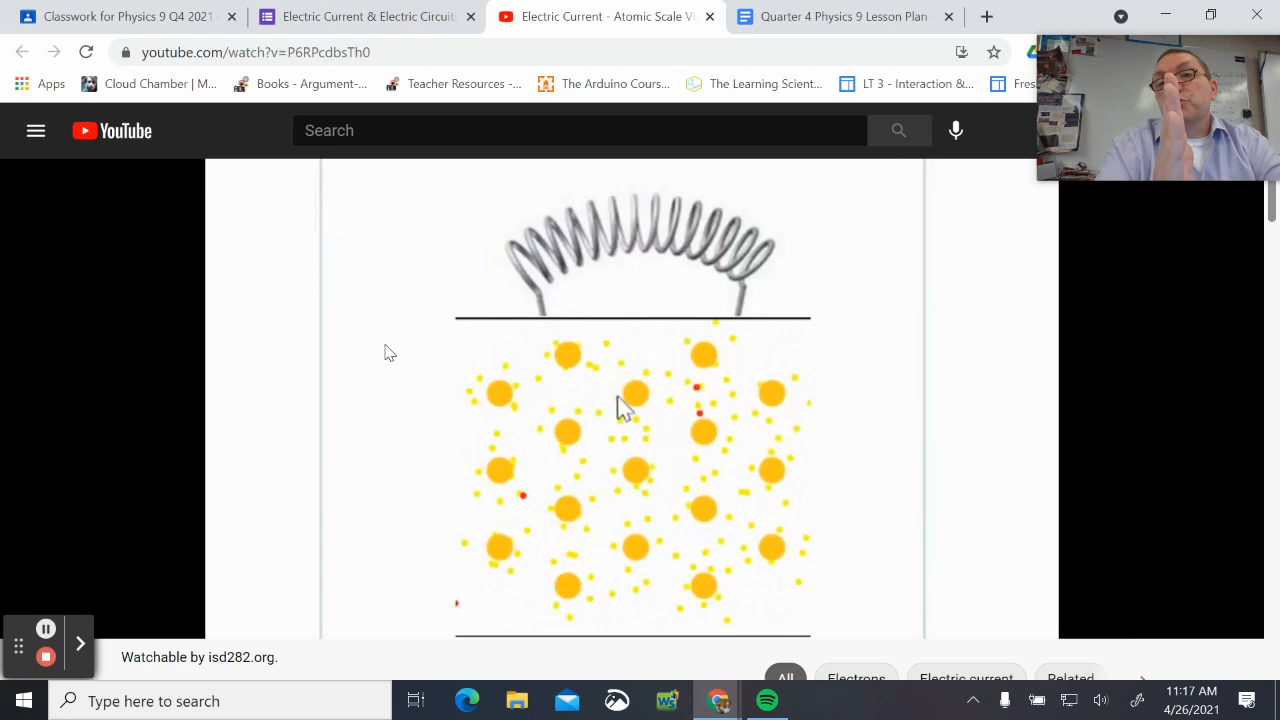 Classwork for Physics 9 Q4 2021
Electric Current & Electric Circuit
Electric Current - Atomic Scale Vi
Quarter 4 Physics 9 Lesson Plan
youtube.com/watch?v=P6RPCdbsTh0
Apps
Cloud Chamber | M...
Books - Argument -...
Teacher Resources -...
The Arduino Cours...
The Learning Scient...
LT 3 - Interaction &...
YouTube
Search
Watchable by isd282.org.
All
Electrons
Electric current
Related
Type here to search
11:17 AM
4/26/2021